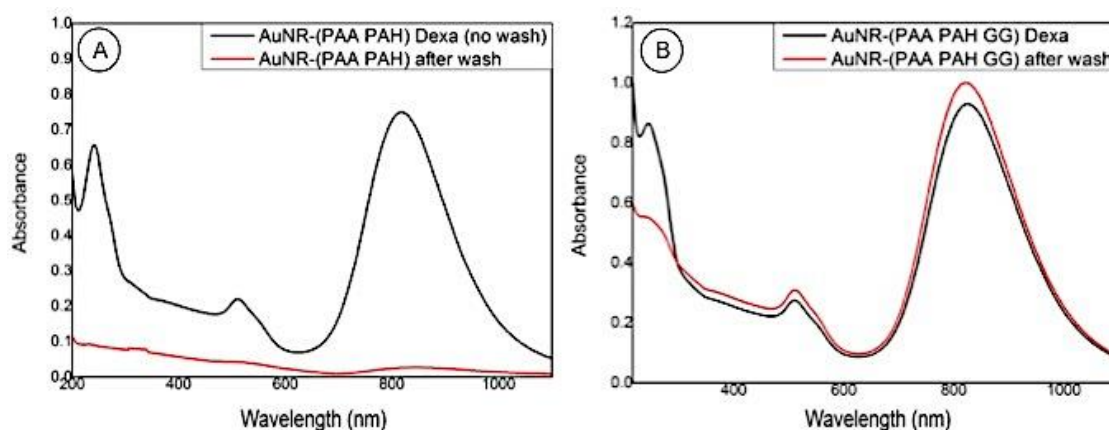 A
AuNR-(PAA PAH) Dexa (no wash)
AuNR-(PAA PAH) after wash
1.0
0.9
0.8
0.7
0.6
0.5
0.4
0.3
0.2
0.1
0.0
Absorbance
200 400 600 800 1000
Wavelength (nm)
B
AuNR-(PAA PAH GG) Dexa
AuNR-(PAA PAH GG) after wash
1.2
1.0
0.8
0.6
0.4
0.2
0.0
Absorbance
400 600 800 1000
Wavelength (nm)